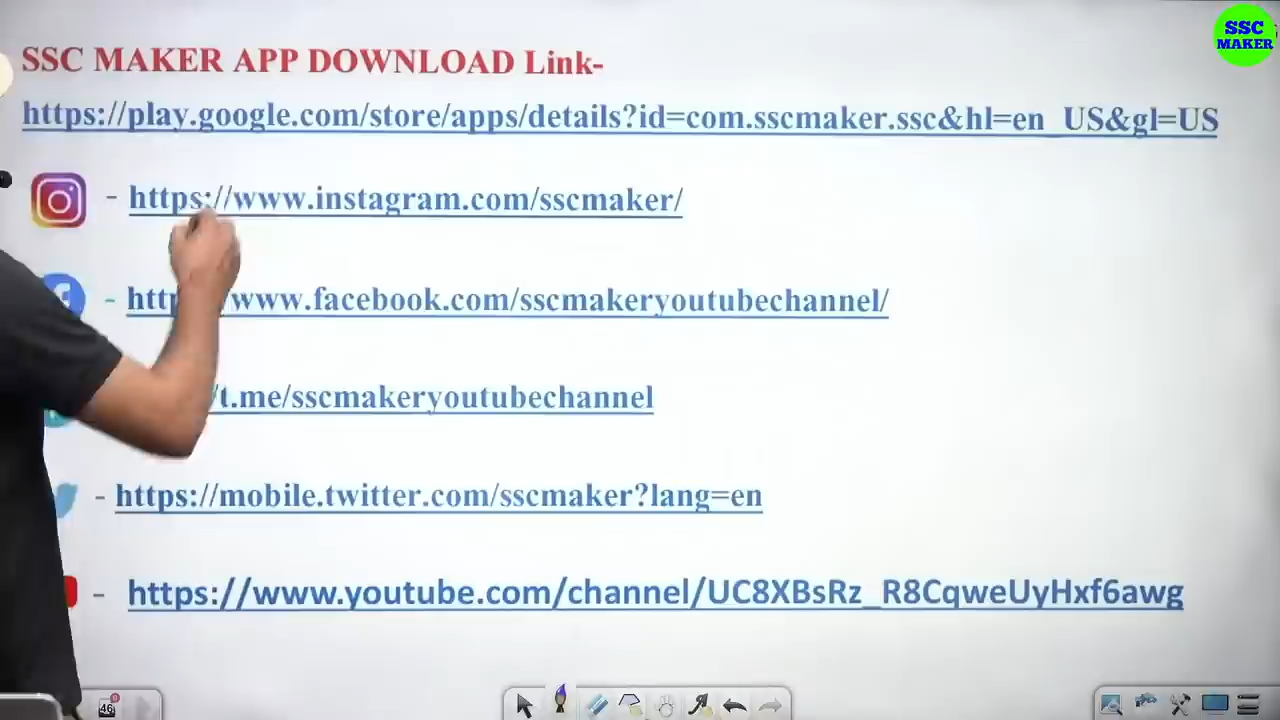 SSC
MAKER
SSC MAKER APP DOWNLOAD Link-
https://play.google.com/store/apps/details?id=com.sscmaker.ssc&hl=en_US&gl=US
- https://www.instagram.com/sscmaker/
- htt www.facebook.com/sscmakeryoutubechannel/
/t.me/sscmakeryoutubechannel
- https://mobile.twitter.com/sscmaker?lang=en
- https://www.youtube.com/channel/UC8XBsRz_R8CqweUyHxf6awg
46